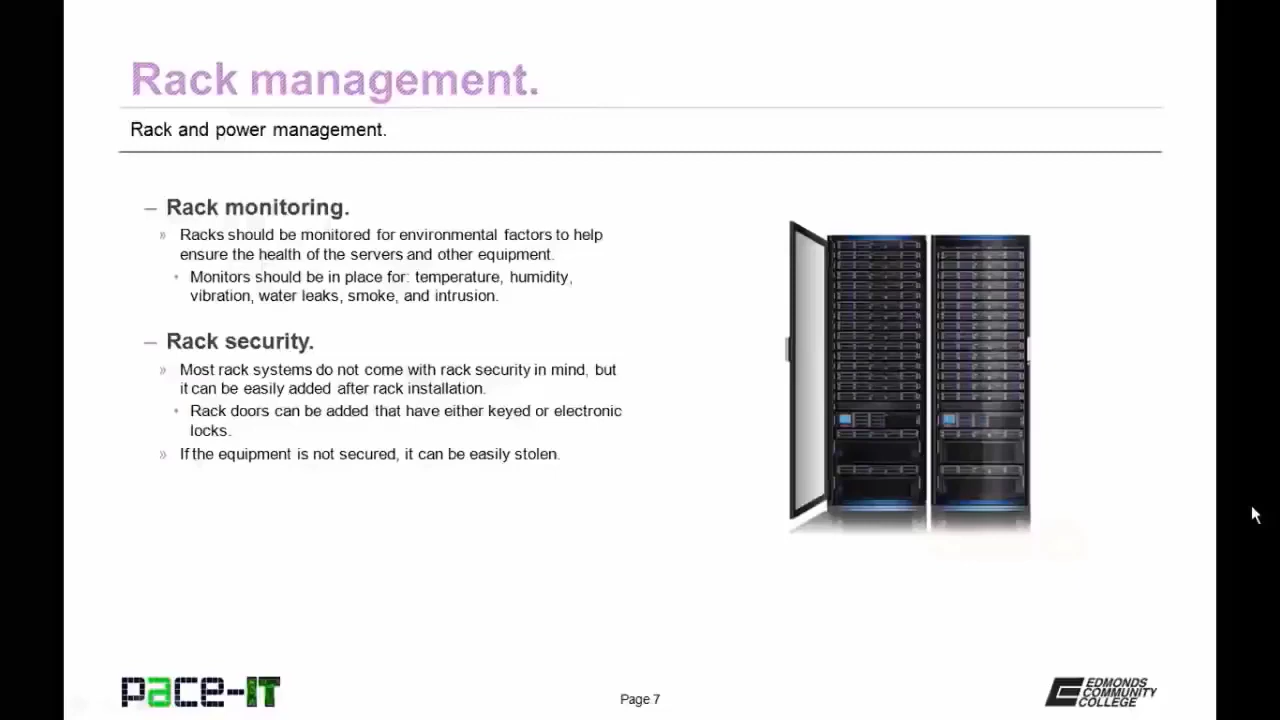 Rack management.
Rack and power management.
– Rack monitoring.
» Racks should be monitored for environmental factors to help
ensure the health of the servers and other equipment.
• Monitors should be in place for: temperature, humidity,
vibration, water leaks, smoke, and intrusion.
– Rack security.
» Most rack systems do not come with rack security in mind, but
it can be easily added after rack installation.
• Rack doors can be added that have either keyed or electronic
locks.
» If the equipment is not secured, it can be easily stolen.
pace-IT
Page 7
EDMONDS
COMMUNITY
COLLEGE